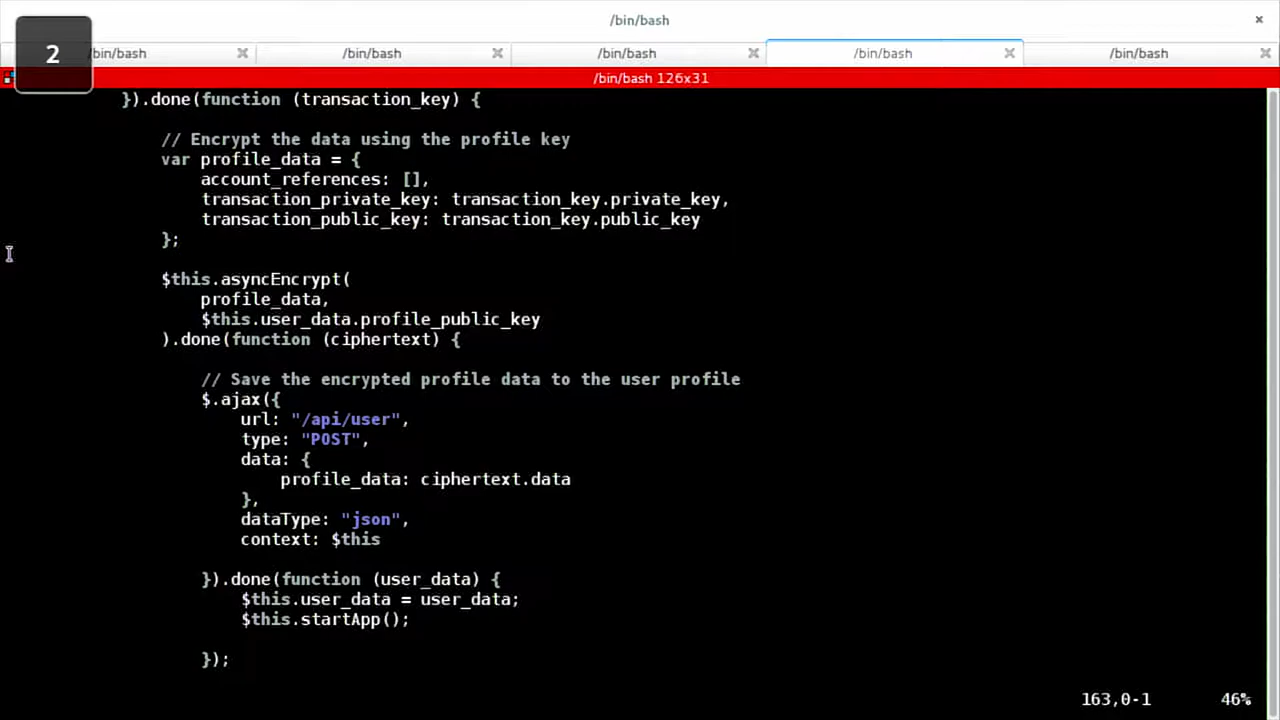 /bin/bash ×
2
/bin/bash /bin/bash /bin/bash /bin/bash /bin/bash
/bin/bash 126x31
}).done(function (transaction_key) {
// Encrypt the data using the profile key
var profile_data = {
account_references: [],
transaction_private_key: transaction_key.private_key,
transaction_public_key: transaction_key.public_key
};
$this.asyncEncrypt(
profile_data,
$this.user_data.profile_public_key
).done(function (ciphertext) {
// Save the encrypted profile data to the user profile
$.ajax({
url: "/api/user",
type: "POST",
data: {
profile_data: ciphertext.data
},
dataType: "json",
context: $this
}).done(function (user_data) {
$this.user_data = user_data;
$this.startApp();
});
163,0-1 46%